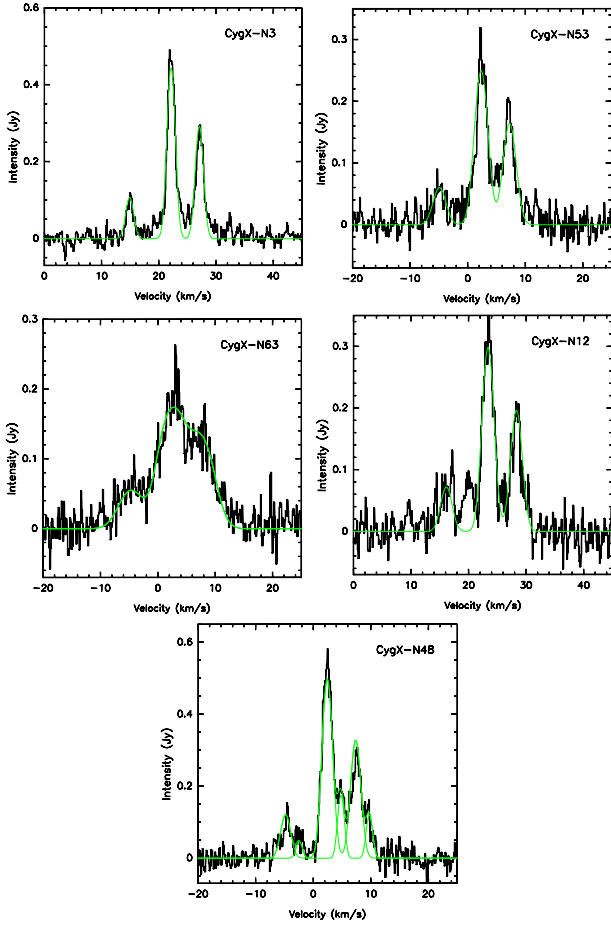 CygX-N3
Intensity (Jy)
0.6
0.4
0.2
0
0 10 20 30 40
Velocity (km/s)
CygX-N53
Intensity (Jy)
0.3
0.2
0.1
0
-20 -10 0 10 20
Velocity (km/s)
CygX-N63
Intensity (Jy)
0.3
0.2
0.1
0
-20 -10 0 10 20
Velocity (km/s)
CygX-N12
Intensity (Jy)
0.3
0.2
0.1
0
0 10 20 30 40
Velocity (km/s)
CygX-N48
Intensity (Jy)
0.6
0.4
0.2
0
-20 -10 0 10 20
Velocity (km/s)